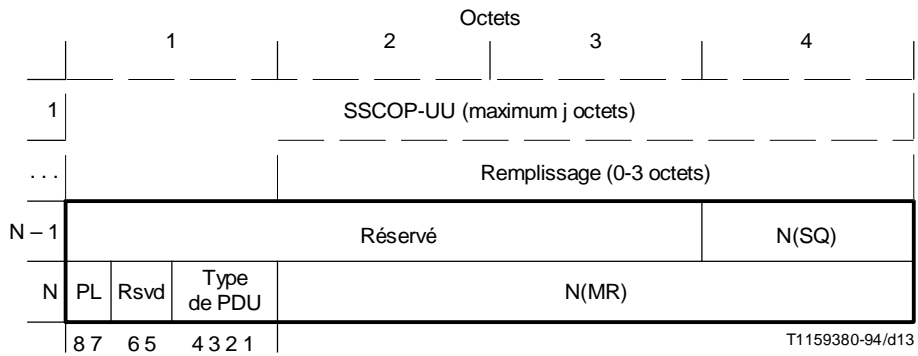 Octets
1 2 3 4
1 SSCOP-UU (maximum j octets)
. . . Remplissage (0-3 octets)
N – 1 Réservé N(SQ)
N PL Rsvd Type de PDU N(MR)
8 7 6 5 4 3 2 1
T1159380-94/d13